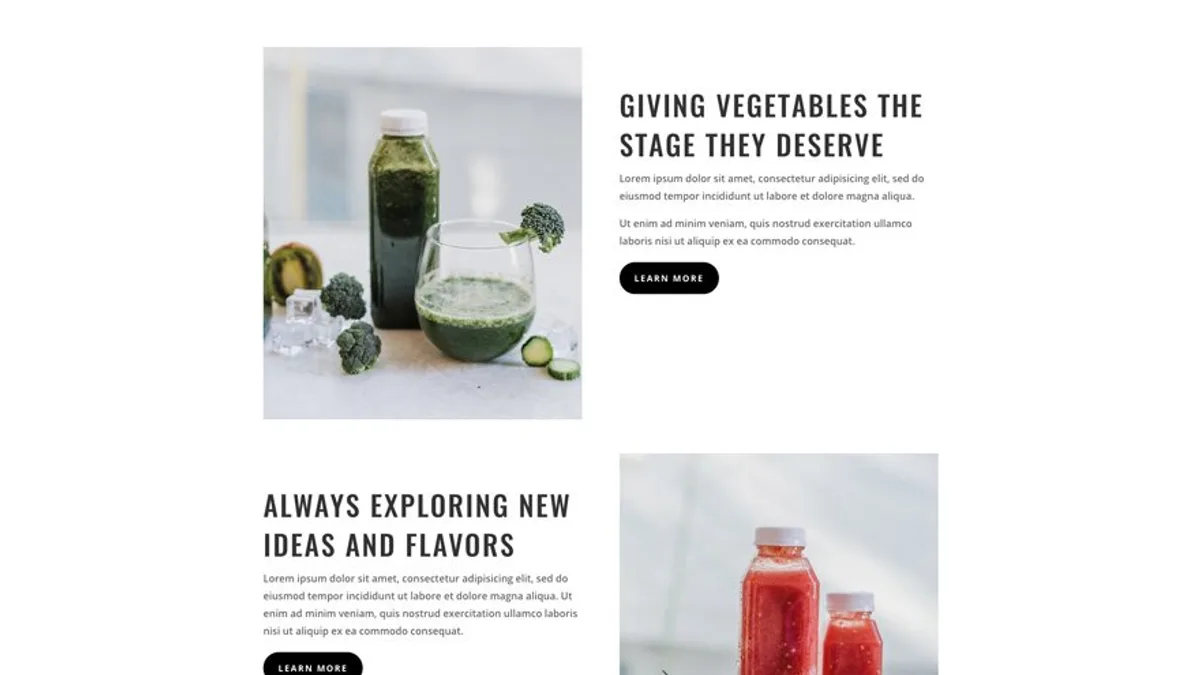 GIVING VEGETABLES THE
STAGE THEY DESERVE
Lorem ipsum dolor sit amet, consectetur adipisicing elit, sed do
eiusmod tempor incididunt ut labore et dolore magna aliqua.
Ut enim ad minim veniam, quis nostrud exercitation ullamco
laboris nisi ut aliquip ex ea commodo consequat.
LEARN MORE
ALWAYS EXPLORING NEW
IDEAS AND FLAVORS
Lorem ipsum dolor sit amet, consectetur adipisicing elit, sed do
eiusmod tempor incididunt ut labore et dolore magna aliqua. Ut
enim ad minim veniam, quis nostrud exercitation ullamco laboris
nisi ut aliquip ex ea commodo consequat.
LEARN MORE